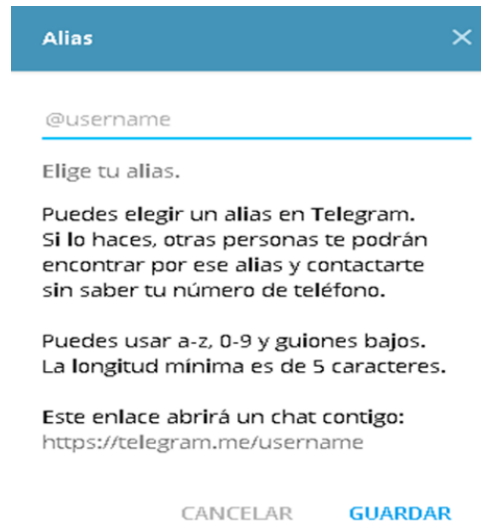 Alias
@username
Elige tu alias.
Puedes elegir un alias en Telegram.
Si lo haces, otras personas te podrán
encontrar por ese alias y contactarte
sin saber tu número de teléfono.
Puedes usar a-z, 0-9 y guiones bajos.
La longitud mínima es de 5 caracteres.
Este enlace abrirá un chat contigo:
https://telegram.me/username
CANCELAR GUARDAR